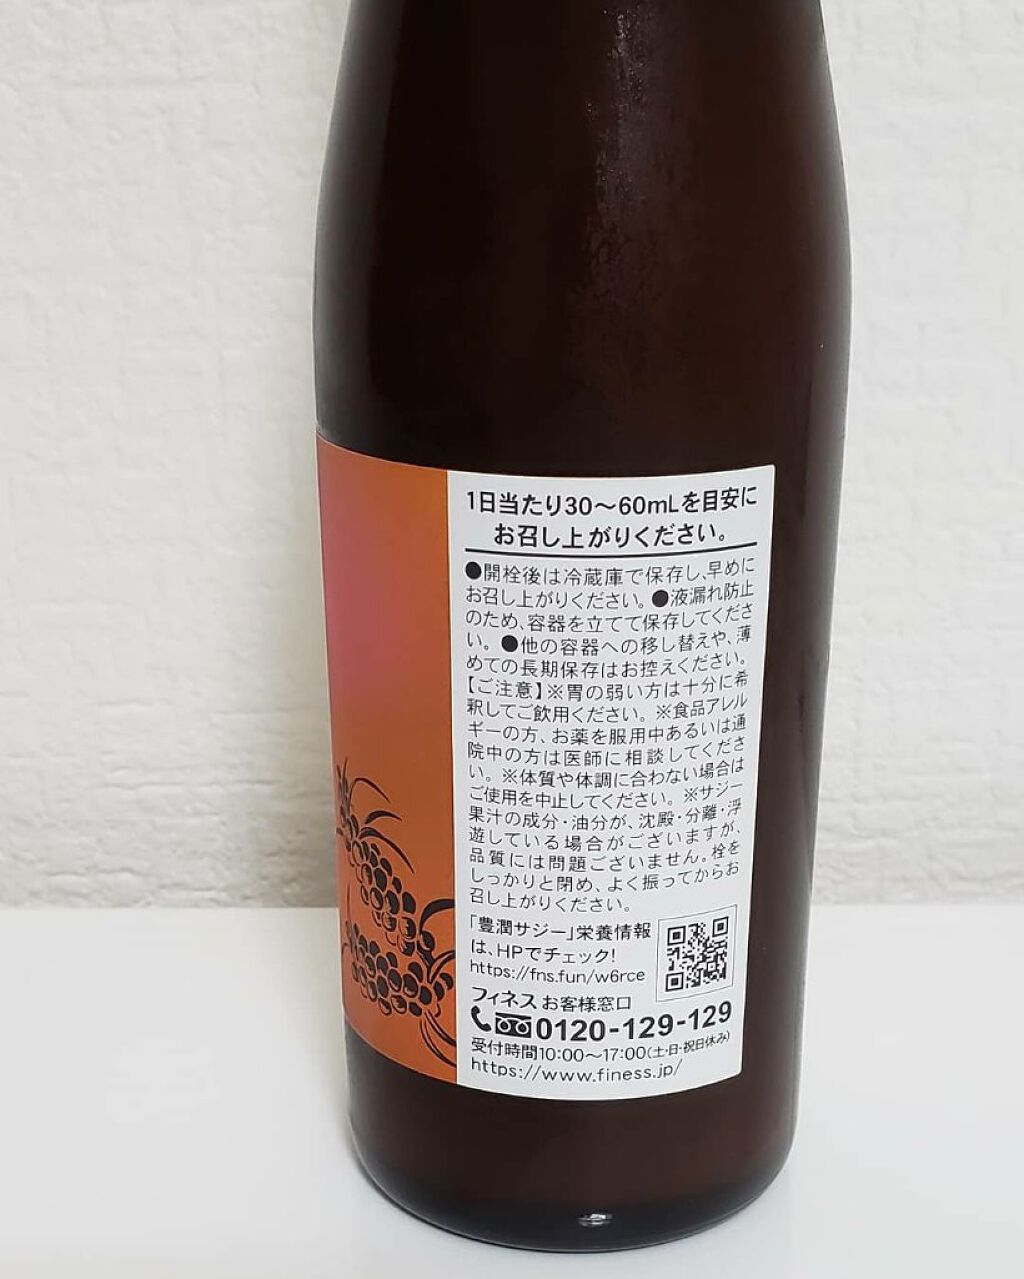 1日当たり30〜60mLを目安に
お召し上がりください。
●開栓後は冷蔵庫で保存し、早めに
お召し上がりください。●液漏れ防止
のため、容器を立てて保存してくださ
い。●他の容器への移し替えや、薄
めての長期保存はお控えください。
【ご注意】※胃の弱い方は十分に希
釈してご飲用ください。※食品アレル
ギーの方、お薬を服用中あるいは通
院中の方は医師に相談してくださ
い。※体質や体調に合わない場合は
ご使用を中止してください。※サジー
果汁の成分・油分が、沈殿・分離・浮
遊している場合がございますが、
品質には問題ございません。栓を
しっかりと閉め、よく振ってからお
召し上がりください。
「豊潤サジー」栄養情報
は、HPでチェック!
https://fns.fun/w6rce
フィネスお客様窓口
0120-129-129
受付時間10:00〜17:00(土・日・祝日休み)
https://www.finess.jp/